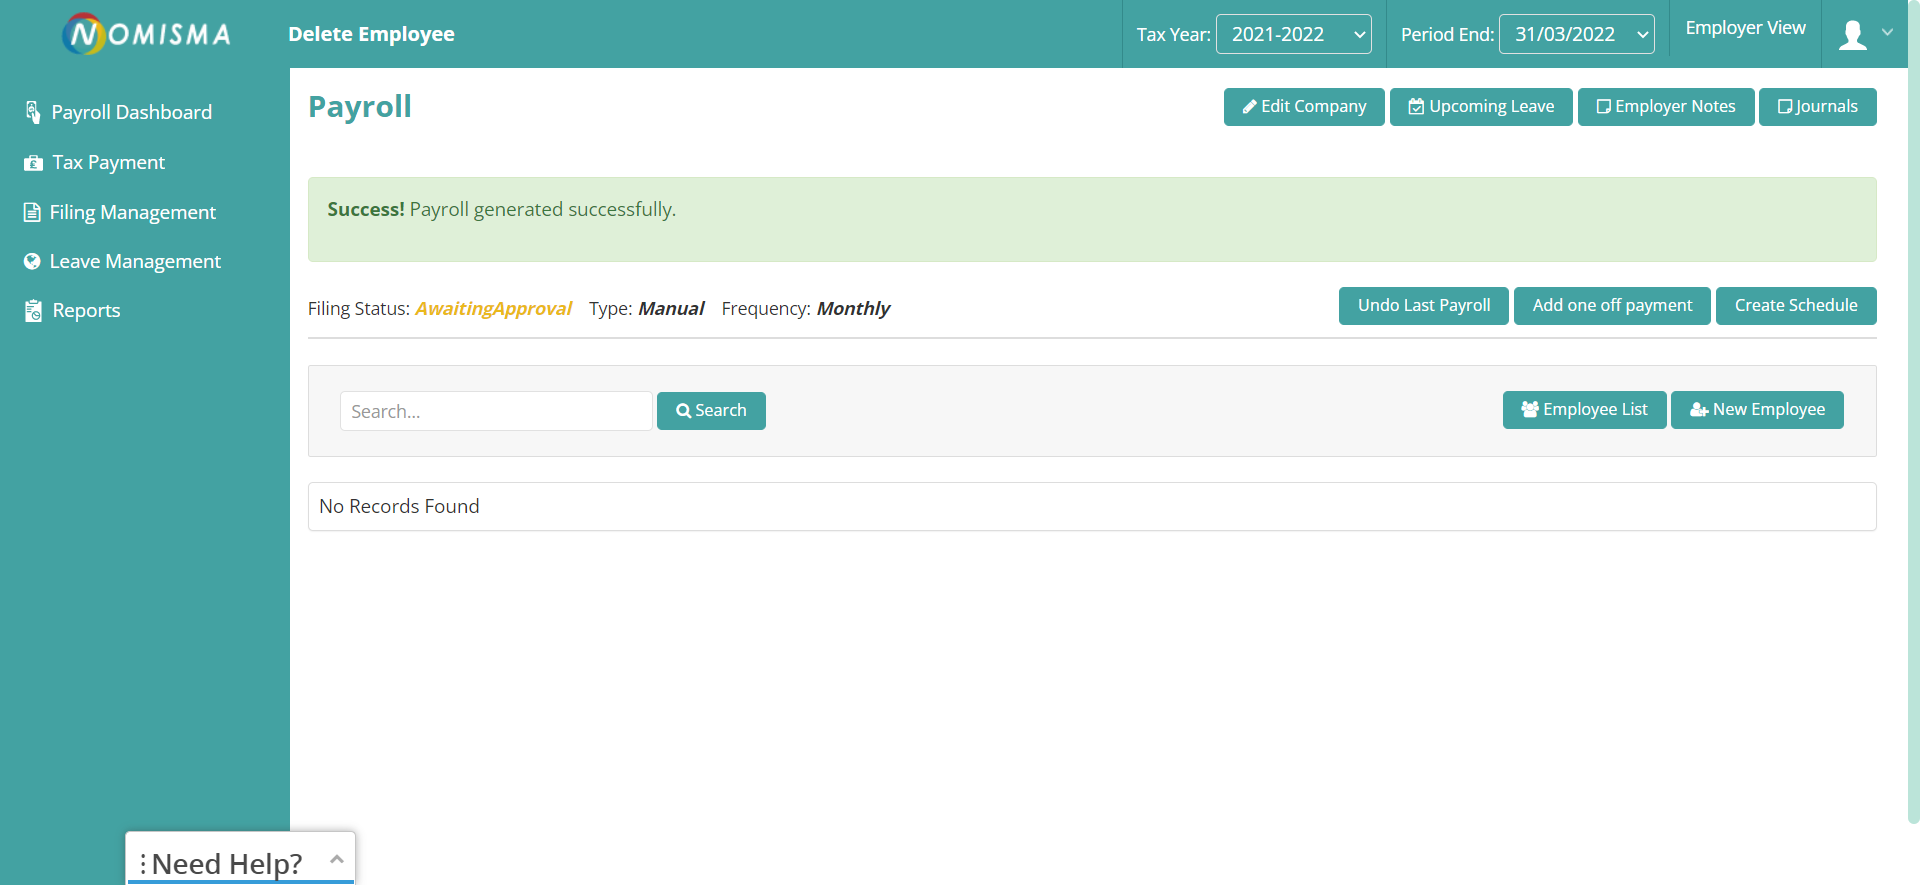 NOMISMA
Delete Employee
Tax Year: 2021-2022
Period End: 31/03/2022
Employer View
Payroll Dashboard
Tax Payment
Filing Management
Leave Management
Reports
Payroll
Edit Company
Upcoming Leave
Employer Notes
Journals
Success! Payroll generated successfully.
Filing Status: AwaitingApproval Type: Manual Frequency: Monthly
Undo Last Payroll
Add one off payment
Create Schedule
Search...
Search
Employee List
New Employee
No Records Found
Need Help?